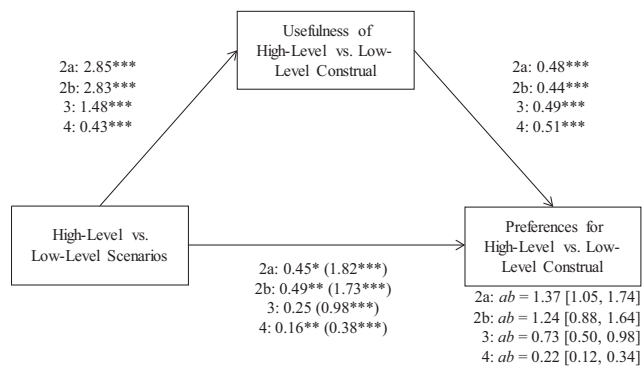 Usefulness of
High-Level vs. Low-
Level Construal
2a: 2.85***
2b: 2.83***
3: 1.48***
4: 0.43***
2a: 0.48***
2b: 0.44***
3: 0.49***
4: 0.51***
High-Level vs.
Low-Level Scenarios
Preferences for
High-Level vs. Low-
Level Construal
2a: 0.45* (1.82***)
2b: 0.49** (1.73***)
3: 0.25 (0.98***)
4: 0.16** (0.38***)
2a: ab = 1.37 [1.05, 1.74]
2b: ab = 1.24 [0.88, 1.64]
3: ab = 0.73 [0.50, 0.98]
4: ab = 0.22 [0.12, 0.34]